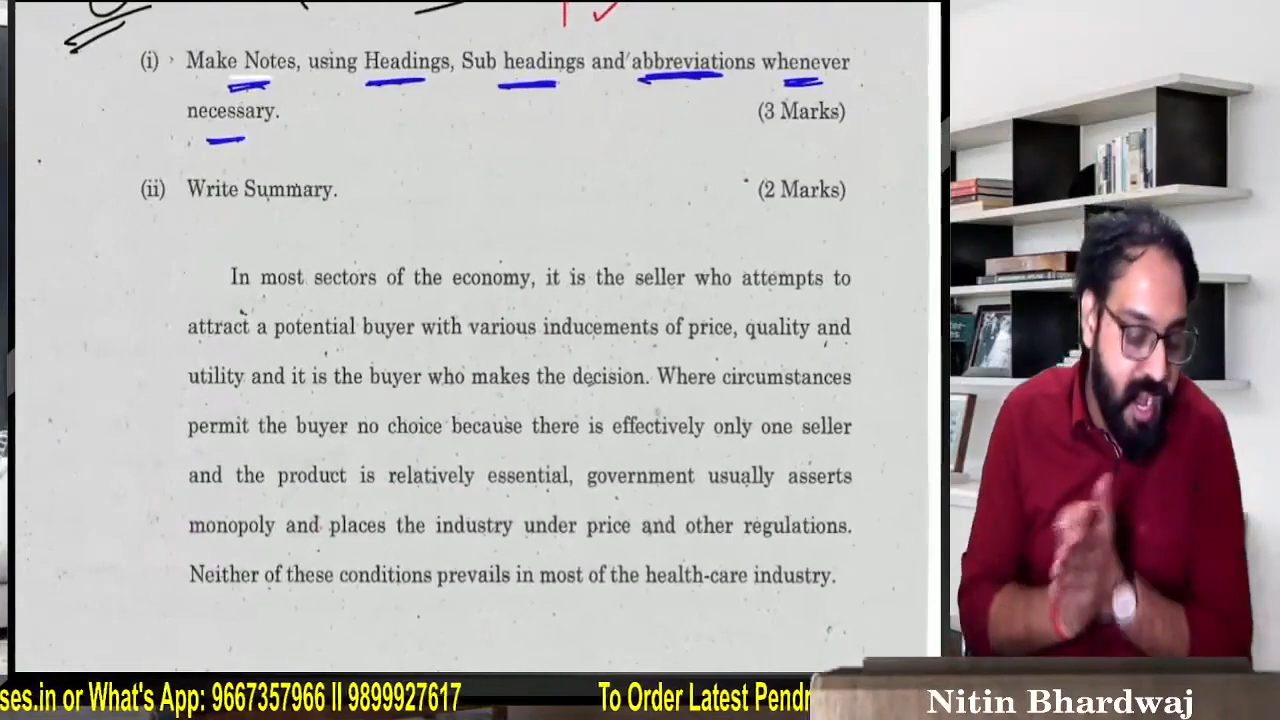 (i) Make Notes, using Headings, Sub headings and abbreviations whenever
necessary. (3 Marks)
(ii) Write Summary. (2 Marks)
In most sectors of the economy, it is the seller who attempts to
attract a potential buyer with various inducements of price, quality and
utility and it is the buyer who makes the decision. Where circumstances
permit the buyer no choice because there is effectively only one seller
and the product is relatively essential, government usually asserts
monopoly and places the industry under price and other regulations.
Neither of these conditions prevails in most of the health-care industry.
ses.in or What's App: 9667357966 ll 9899927617 To Order Latest Pendr
Nitin Bhardwaj